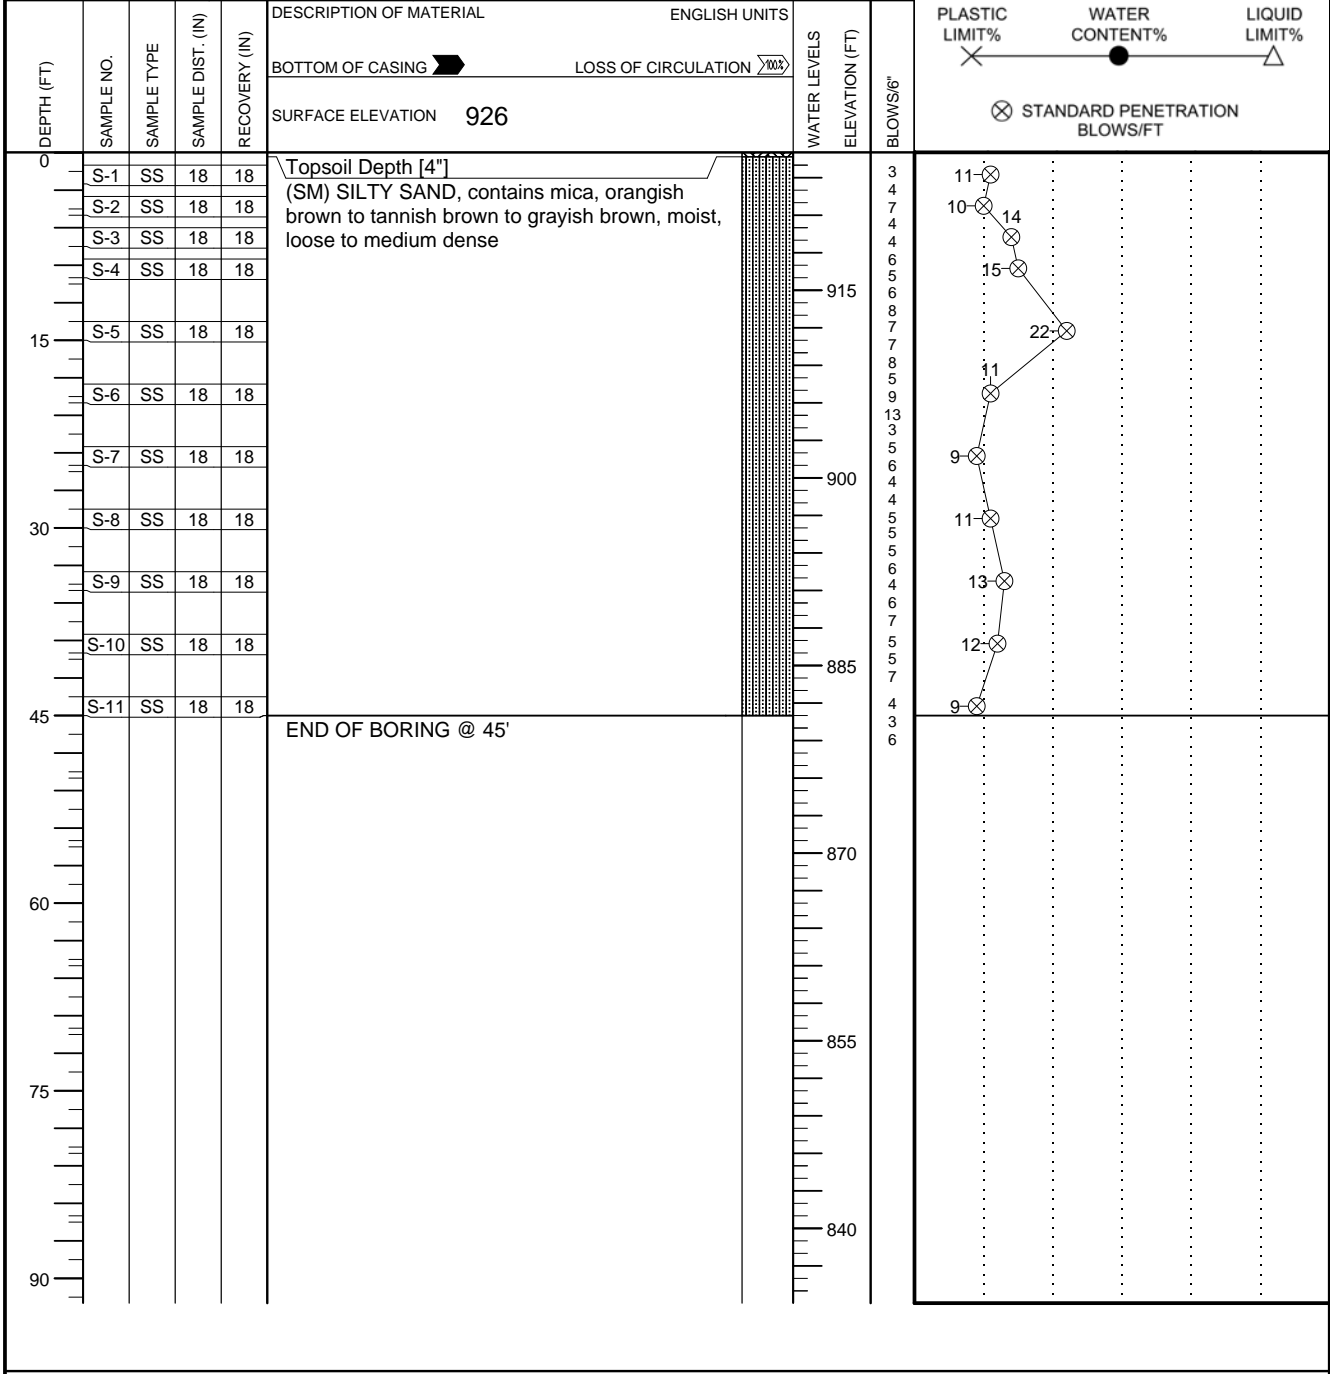 DEPTH (FT)
SAMPLE NO.
SAMPLE TYPE
SAMPLE DIST. (IN)
RECOVERY (IN)
DESCRIPTION OF MATERIAL ENGLISH UNITS
BOTTOM OF CASING LOSS OF CIRCULATION 100%
SURFACE ELEVATION 926
WATER LEVELS
ELEVATION (FT)
BLOWS/6"
PLASTIC WATER LIQUID
LIMIT% CONTENT% LIMIT%
STANDARD PENETRATION
BLOWS/FT
0
15
30
45
60
75
90
S-1 SS 18 18
S-2 SS 18 18
S-3 SS 18 18
S-4 SS 18 18
S-5 SS 18 18
S-6 SS 18 18
S-7 SS 18 18
S-8 SS 18 18
S-9 SS 18 18
S-10 SS 18 18
S-11 SS 18 18
Topsoil Depth [4"]
(SM) SILTY SAND, contains mica, orangish
brown to tannish brown to grayish brown, moist,
loose to medium dense
END OF BORING @ 45'
915
900
885
870
855
840
3
4
7
4
4
6
5
6
8
7
7
8
5
9
13
3
5
6
4
4
5
5
5
6
4
6
7
5
5
7
4
3
6
11
10
14
15
22
11
9
11
13
12
9